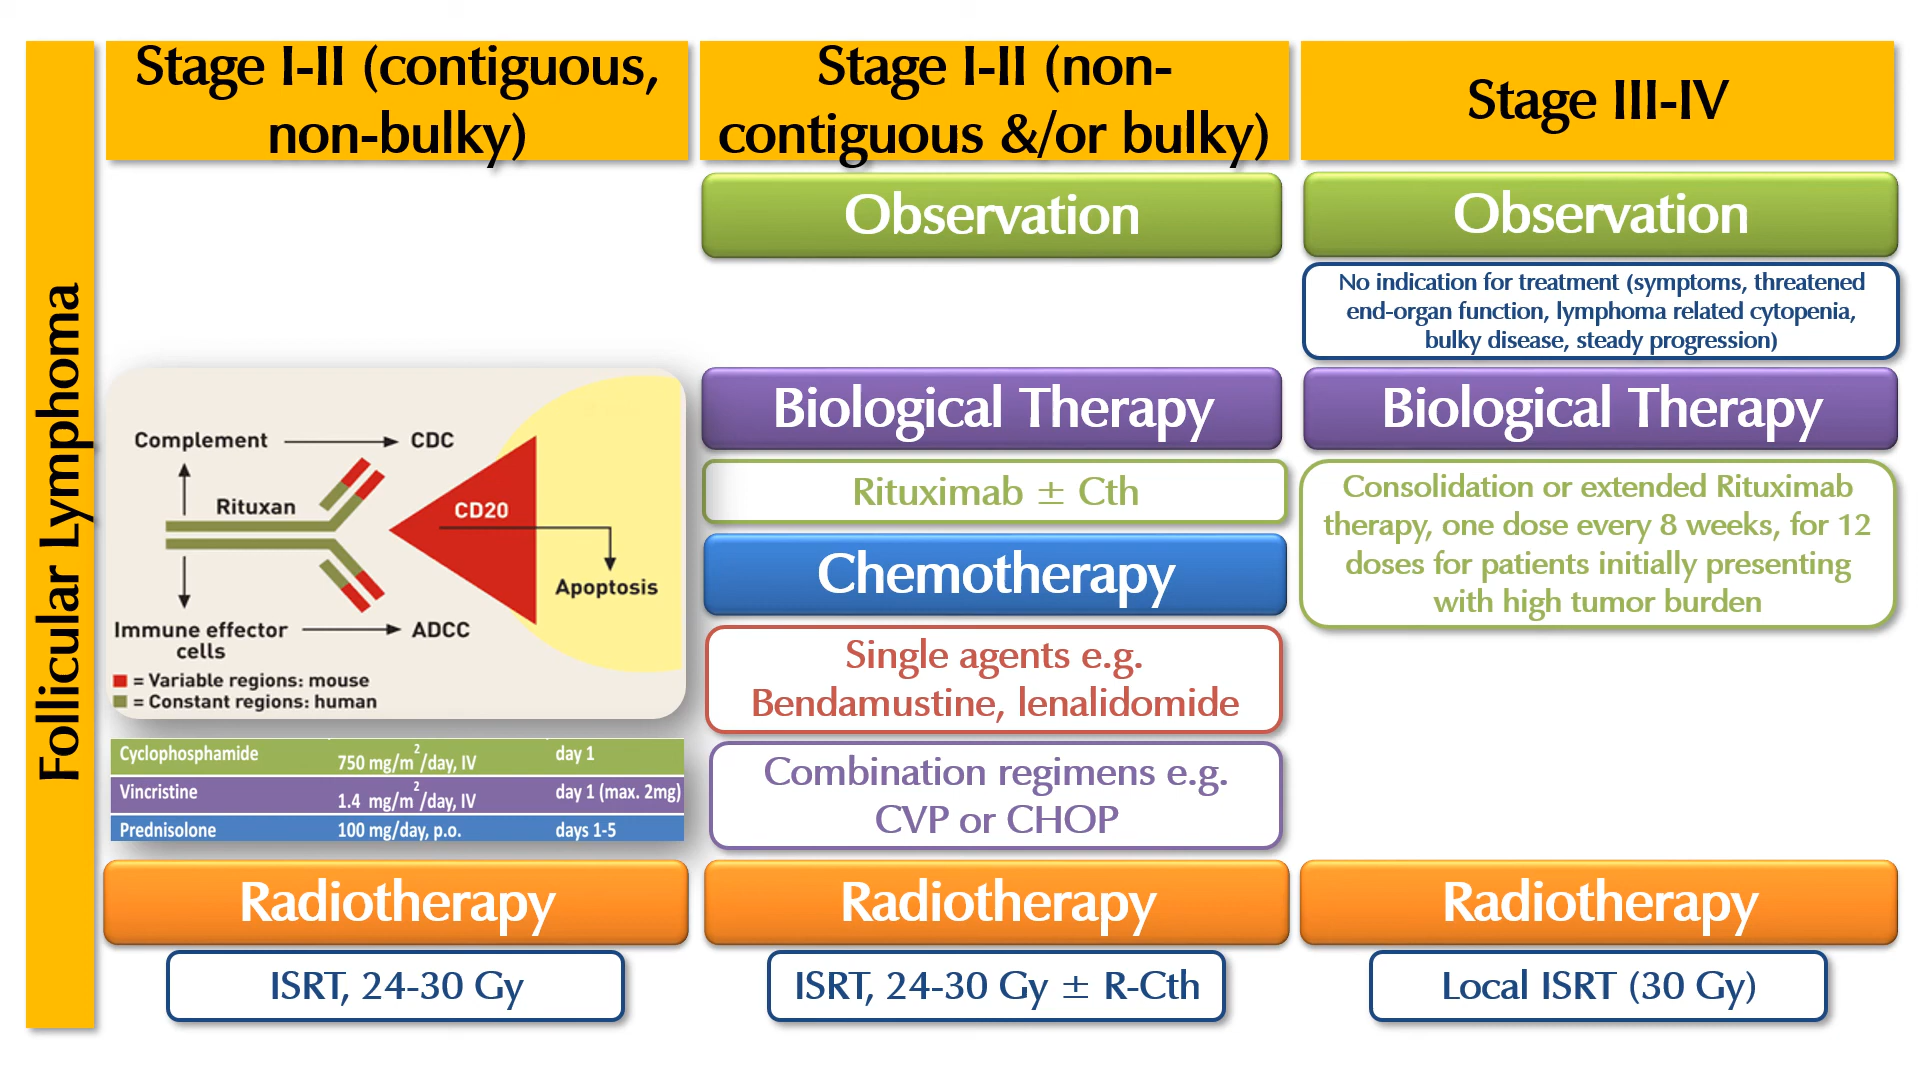 Follicular Lymphoma
Stage I-II (contiguous,
non-bulky)
Complement
CDC
Rituxan
CD20
Apoptosis
Immune effector
cells
ADCC
= Variable regions: mouse
= Constant regions: human
Cyclophosphamide 750 mg/m²/day, IV day 1
Vincristine 1.4 mg/m²/day, IV day 1 (max. 2mg)
Prednisolone 100 mg/day, p.o. days 1-5
Radiotherapy
ISRT, 24-30 Gy
Stage I-II (non-
contiguous &/or bulky)
Observation
Biological Therapy
Rituximab ± Cth
Chemotherapy
Single agents e.g.
Bendamustine, lenalidomide
Combination regimens e.g.
CVP or CHOP
Radiotherapy
ISRT, 24-30 Gy ± R-Cth
Stage III-IV
Observation
No indication for treatment (symptoms, threatened
end-organ function, lymphoma related cytopenia,
bulky disease, steady progression)
Biological Therapy
Consolidation or extended Rituximab
therapy, one dose every 8 weeks, for 12
doses for patients initially presenting
with high tumor burden
Radiotherapy
Local ISRT (30 Gy)